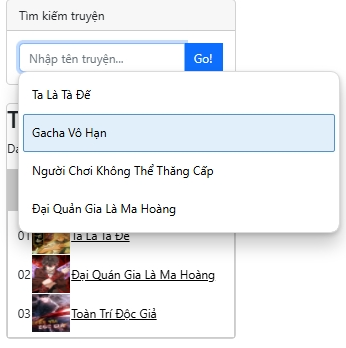 Tìm kiếm truyện
Nhập tên truyện...
Go!
Ta Là Tà Đế
Gacha Vô Hạn
Người Chơi Không Thể Thăng Cấp
Đại Quản Gia Là Ma Hoàng
01 Ta Là Tà Đế
02 Đại Quản Gia Là Ma Hoàng
03 Toàn Trí Độc Giả